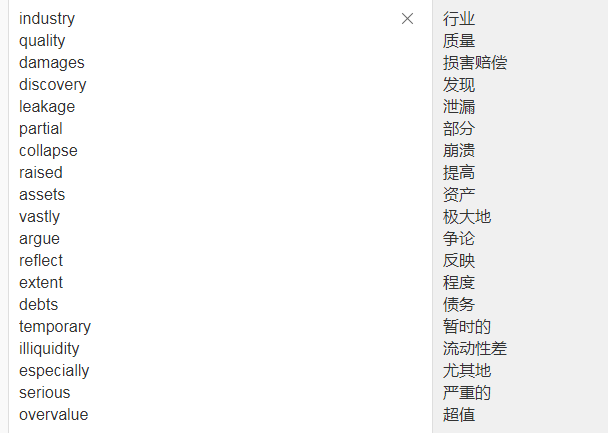 industry
quality
damages
discovery
leakage
partial
collapse
raised
assets
vastly
argue
reflect
extent
debts
temporary
illiquidity
especially
serious
overvalue
行业
质量
损害赔偿
发现
泄漏
部分
崩溃
提高
资产
极大地
争论
反映
程度
债务
暂时的
流动性差
尤其地
严重的
超值